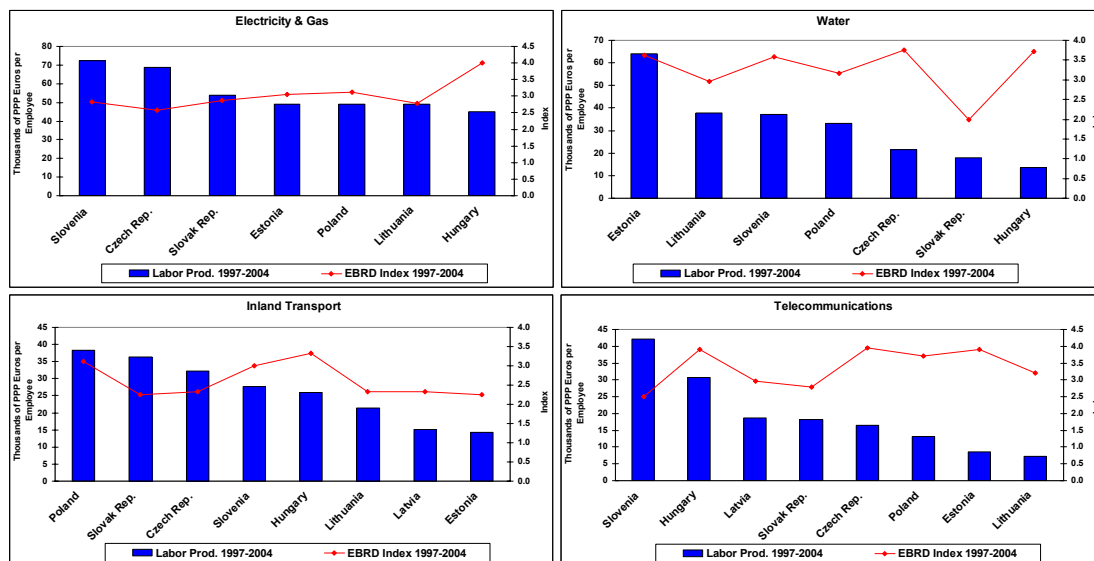 Electricity & Gas
Thousands of PPP Euros per
Employee
80
70
60
50
40
30
20
10
0
4.5
4.0
3.5
3.0
2.5
2.0
1.5
1.0
0.5
0.0
Index
Slovenia
Czech Rep.
Slovak Rep.
Estonia
Poland
Lithuania
Hungary
Labor Prod. 1997-2004
EBRD Index 1997-2004
Water
Thousands of PPP Euros per
Employee
70
60
50
40
30
20
10
0
4.0
3.5
3.0
2.5
2.0
1.5
1.0
0.5
0.0
Index
Estonia
Lithuania
Slovenia
Poland
Czech Rep.
Slovak Rep.
Hungary
Labor Prod. 1997-2004
EBRD Index 1997-2004
Inland Transport
Thousands of PPP Euros per
Employee
45
40
35
30
25
20
15
10
5
0
4.0
3.5
3.0
2.5
2.0
1.5
1.0
0.5
0.0
Index
Poland
Slovak Rep.
Czech Rep.
Slovenia
Hungary
Lithuania
Latvia
Estonia
Labor Prod. 1997-2004
EBRD Index 1997-2004
Telecommunications
Thousands of PPP Euros per
Employee
45
40
35
30
25
20
15
10
5
0
4.5
4.0
3.5
3.0
2.5
2.0
1.5
1.0
0.5
0.0
Index
Slovenia
Hungary
Latvia
Slovak Rep.
Czech Rep.
Poland
Estonia
Lithuania
Labor Prod. 1997-2004
EBRD Index 1997-2004